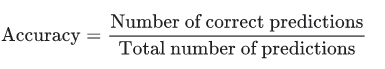 Accuracy = Number of correct predictions
Total number of predictions